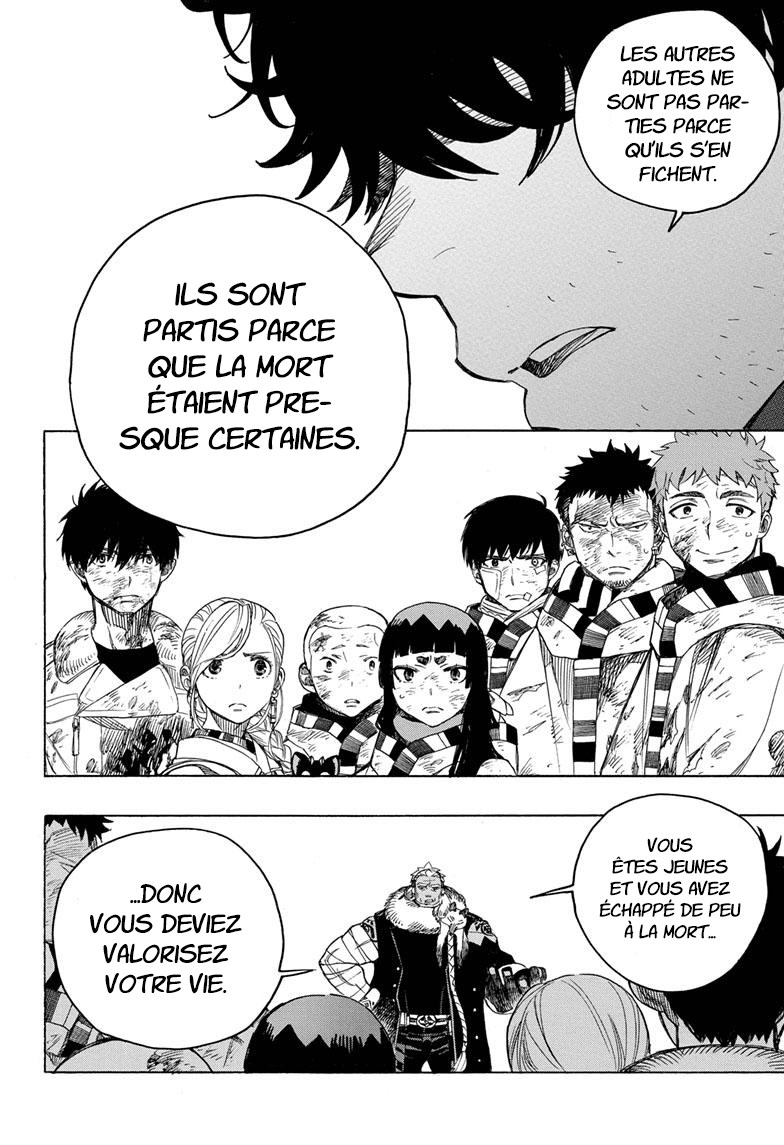 LES AUTRES
ADULTES NE
SONT PAS PAR-
TIES PARCE
QU'ILS S'EN
FICHENT.
ILS SONT
PARTIS PARCE
QUE LA MORT
ÉTAIENT PRE-
SQUE CERTAINES.
VOUS
ÊTES JEUNES
ET VOUS AVEZ
ÉCHAPPÉ DE PEU
À LA MORT...
...DONC
VOUS DEVIEZ
VALORISEZ
VOTRE VIE.